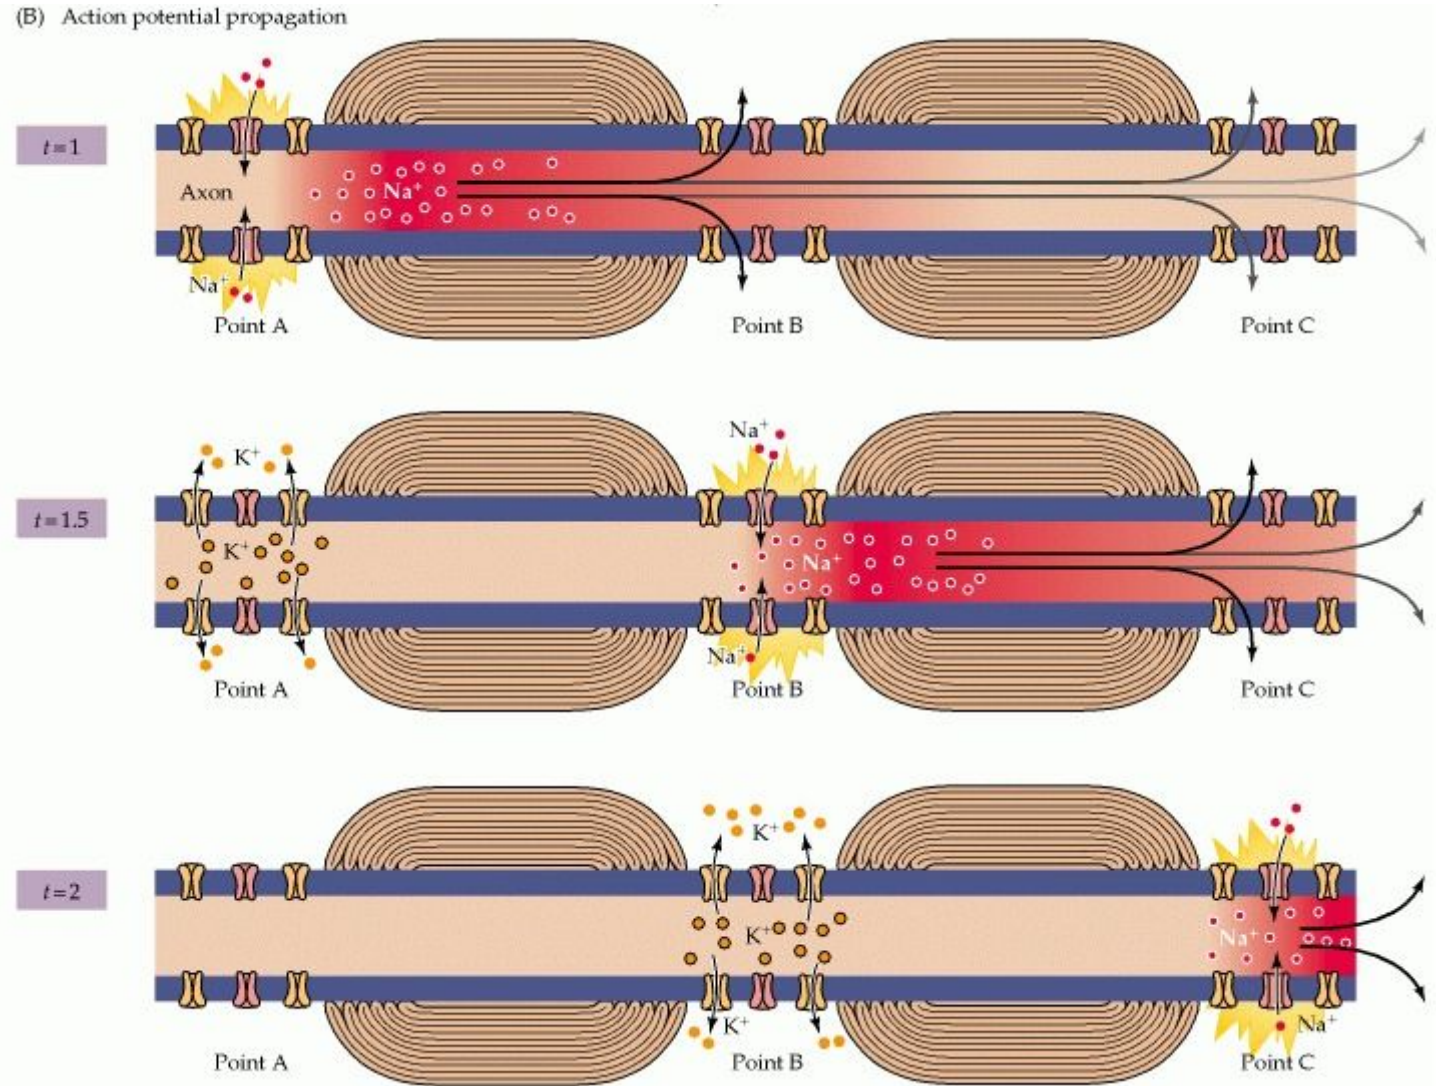 (B) Action potential propagation
t=1
Axon
Na⁺
Na⁺
Point A
Point B
Point C
Na⁺
K⁺
t=1.5
K⁺
Na⁺
Na⁺
Point A
Point B
Point C
K⁺
t=2
K⁺
Na⁺
K⁺
Na⁺
Point A
Point B
Point C